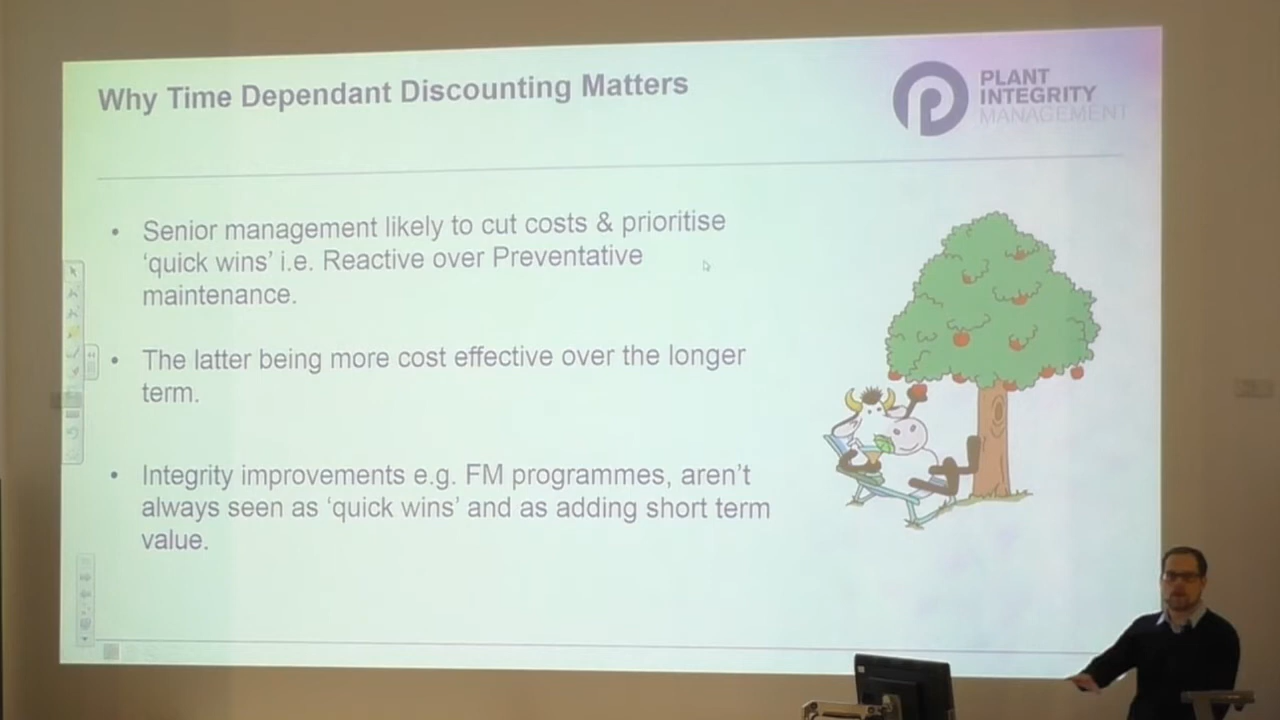 Why Time Dependant Discounting Matters
PLANT
INTEGRITY
MANAGEMENT
• Senior management likely to cut costs & prioritise
‘quick wins’ i.e. Reactive over Preventative
maintenance.
• The latter being more cost effective over the longer
term.
• Integrity improvements e.g. FM programmes, aren’t
always seen as ‘quick wins’ and as adding short term
value.